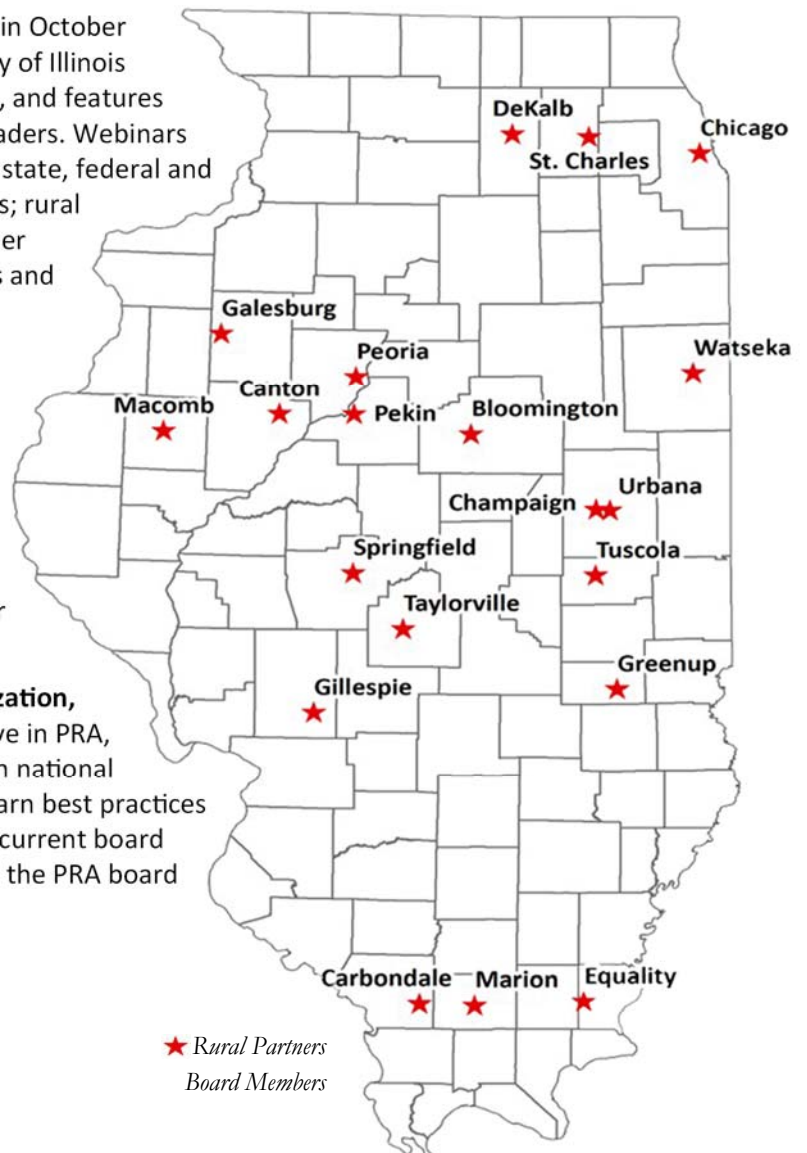 in October
y of Illinois
, and features
aders. Webinars
state, federal and
s; rural
er
s and
r
zation,
ve in PRA,
n national
arn best practices
current board
the PRA board
DeKalb
St. Charles
Chicago
Galesburg
Peoria
Watseka
Canton
Macomb
Pekin
Bloomington
Urbana
Champaign
Springfield
Tuscola
Taylorville
Greenup
Gillespie
Carbondale
Marion
Equality
Rural Partners
Board Members